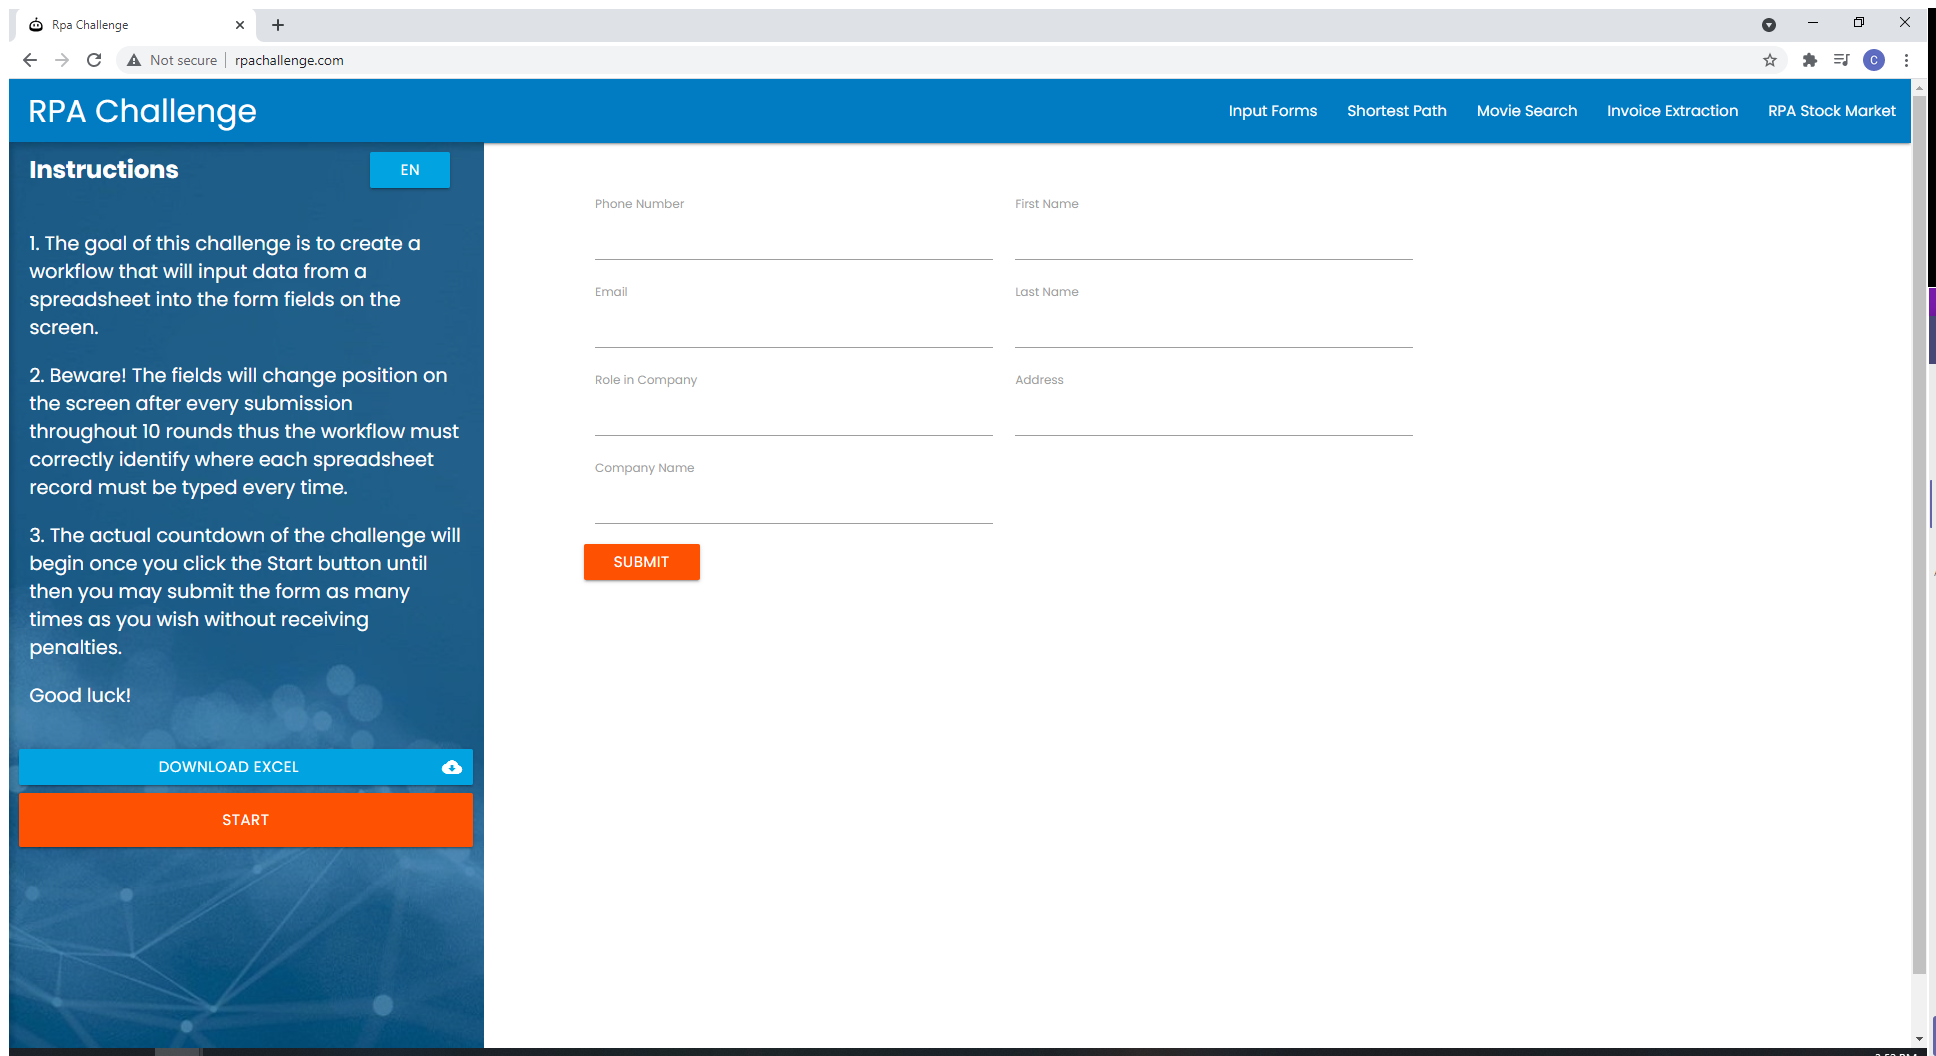 Rpa Challenge
Not secure
rpachallenge.com
C
RPA Challenge
Input Forms
Shortest Path
Movie Search
Invoice Extraction
RPA Stock Market
Instructions
EN
1. The goal of this challenge is to create a
workflow that will input data from a
spreadsheet into the form fields on the
screen.
2. Beware! The fields will change position on
the screen after every submission
throughout 10 rounds thus the workflow must
correctly identify where each spreadsheet
record must be typed every time.
3. The actual countdown of the challenge will
begin once you click the Start button until
then you may submit the form as many
times as you wish without receiving
penalties.
Good luck!
DOWNLOAD EXCEL
START
Phone Number
First Name
Email
Last Name
Role in Company
Address
Company Name
SUBMIT